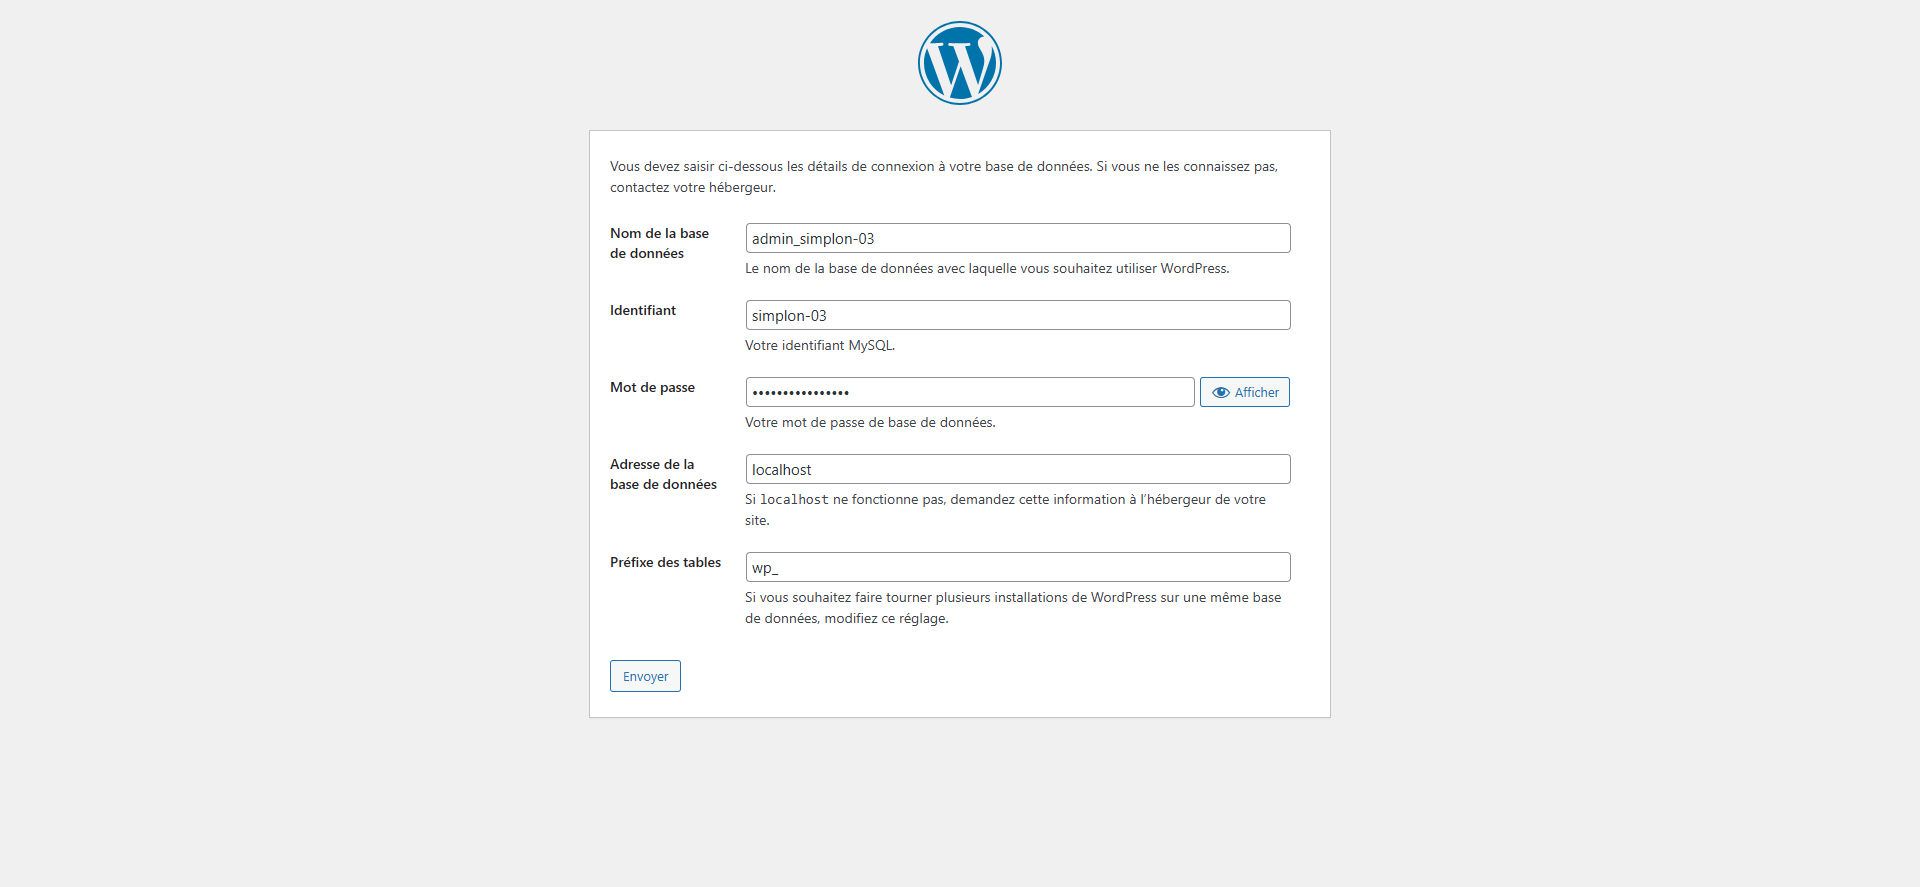 Vous devez saisir ci-dessous les détails de connexion à votre base de données. Si vous ne les connaissez pas,
contactez votre hébergeur.
Nom de la base
de données
admin_simplon-03
Le nom de la base de données avec laquelle vous souhaitez utiliser WordPress.
Identifiant
simplon-03
Votre identifiant MySQL.
Mot de passe
••••••••••••••••
Afficher
Votre mot de passe de base de données.
Adresse de la
base de données
localhost
Si localhost ne fonctionne pas, demandez cette information à l’hébergeur de votre
site.
Préfixe des tables
wp_
Si vous souhaitez faire tourner plusieurs installations de WordPress sur une même base
de données, modifiez ce réglage.
Envoyer